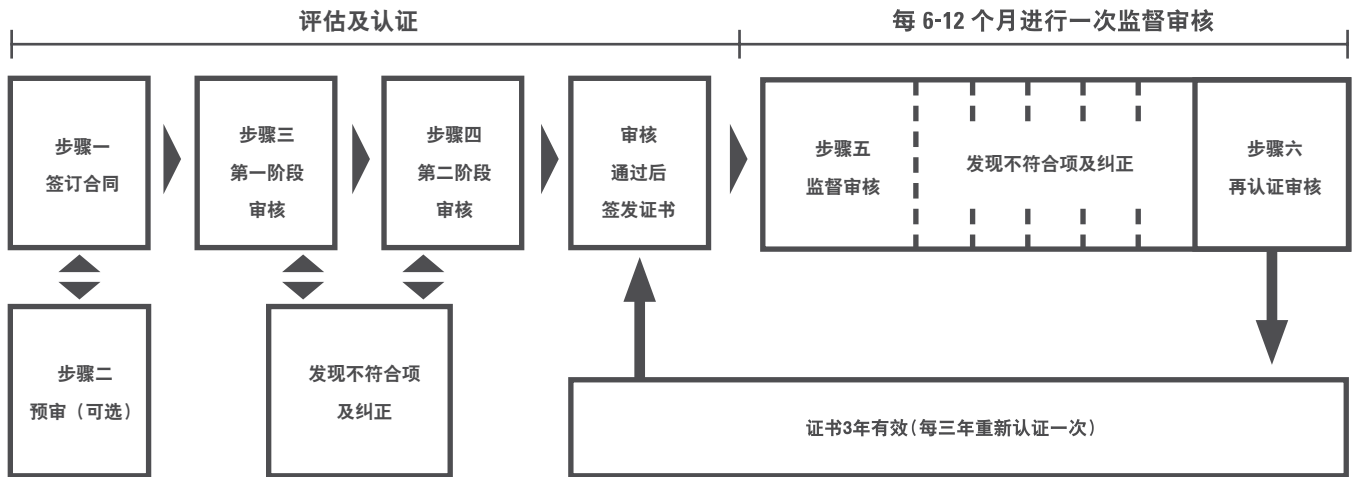 评估及认证
每 6-12 个月进行一次监督审核
步骤一
签订合同
步骤三
第一阶段
审核
步骤四
第二阶段
审核
审核
通过后
签发证书
步骤五
监督审核
发现不符合项及纠正
步骤六
再认证审核
步骤二
预审（可选）
发现不符合项
及纠正
证书3年有效(每三年重新认证一次)